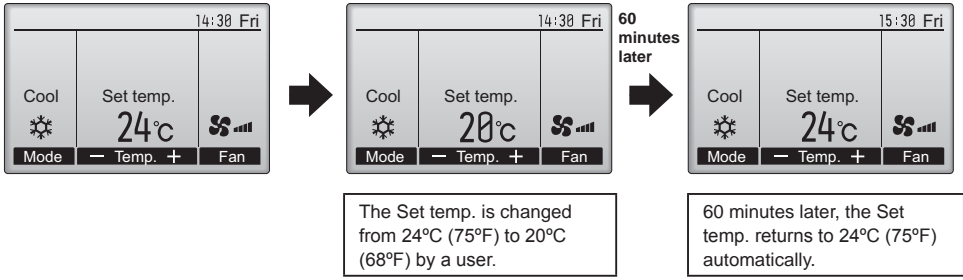 14:30 Fri
Cool
Set temp.
24°C
Mode
− Temp. +
Fan
14:30 Fri
Cool
Set temp.
20°C
Mode
− Temp. +
Fan
The Set temp. is changed
from 24ºC (75ºF) to 20ºC
(68ºF) by a user.
60
minutes
later
15:30 Fri
Cool
Set temp.
24°C
Mode
− Temp. +
Fan
60 minutes later, the Set
temp. returns to 24ºC (75ºF)
automatically.